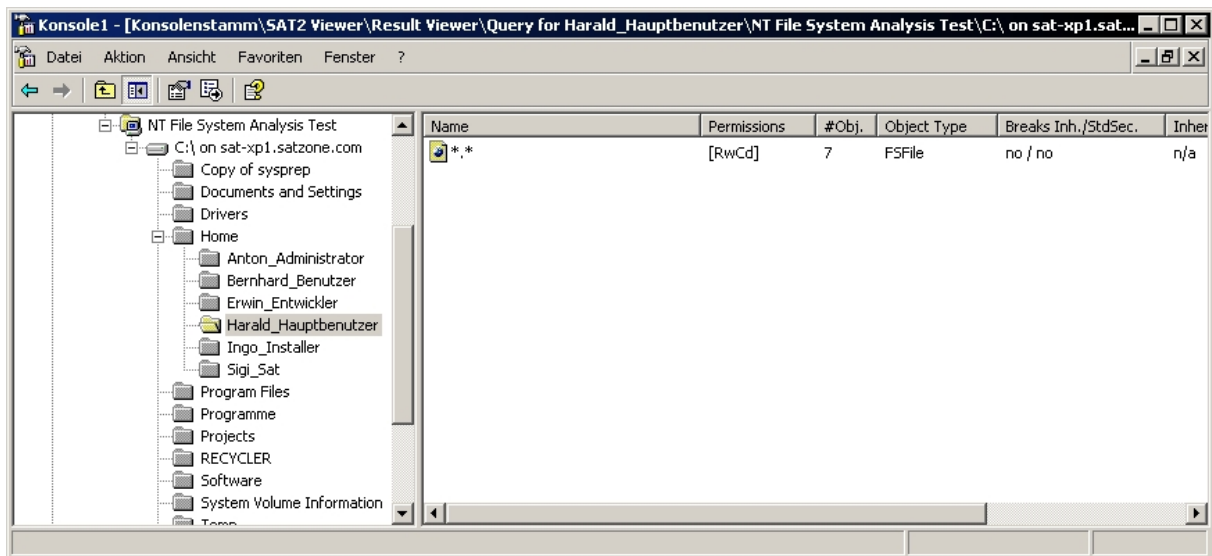 Konsole1 - [Konsolenstamm\SAT2 Viewer\Result Viewer\Query for Harald_Hauptbenutzer\NT File System Analysis Test\C:\ on sat-xp1.sat...
Datei Aktion Ansicht Favoriten Fenster ?
NT File System Analysis Test
C:\ on sat-xp1.satzone.com
Copy of sysprep
Documents and Settings
Drivers
Home
Anton_Administrator
Bernhard_Benutzer
Erwin_Entwickler
Harald_Hauptbenutzer
Ingo_Installer
Sigi_Sat
Program Files
Programme
Projects
RECYCLER
Software
System Volume Information
Temp
Name Permissions #Obj. Object Type Breaks Inh./StdSec. Inher
*.* [RwCd] 7 FSFile no / no n/a